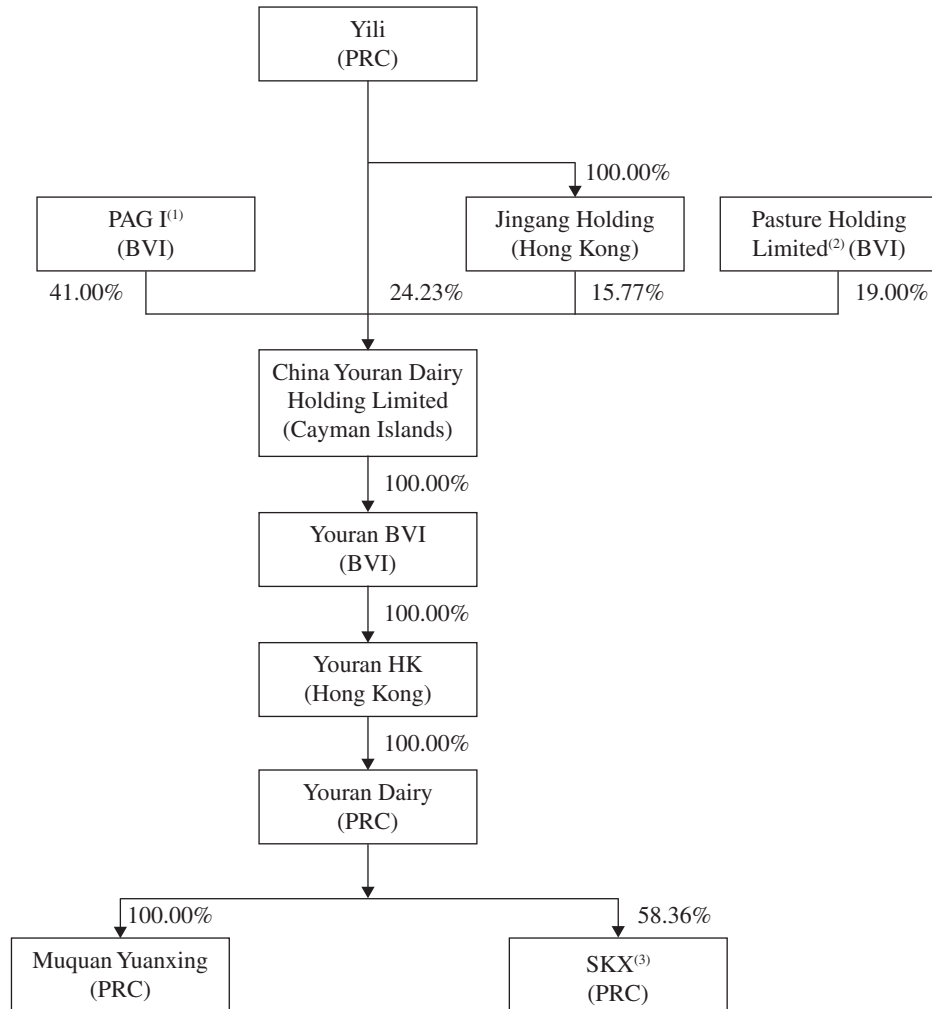 Yili
(PRC)
100.00%
PAG I(1)
(BVI)
Jingang Holding
(Hong Kong)
Pasture Holding
Limited(2) (BVI)
41.00%
24.23%
15.77%
19.00%
China Youran Dairy
Holding Limited
(Cayman Islands)
100.00%
Youran BVI
(BVI)
100.00%
Youran HK
(Hong Kong)
100.00%
Youran Dairy
(PRC)
100.00%
58.36%
Muquan Yuanxing
(PRC)
SKX(3)
(PRC)